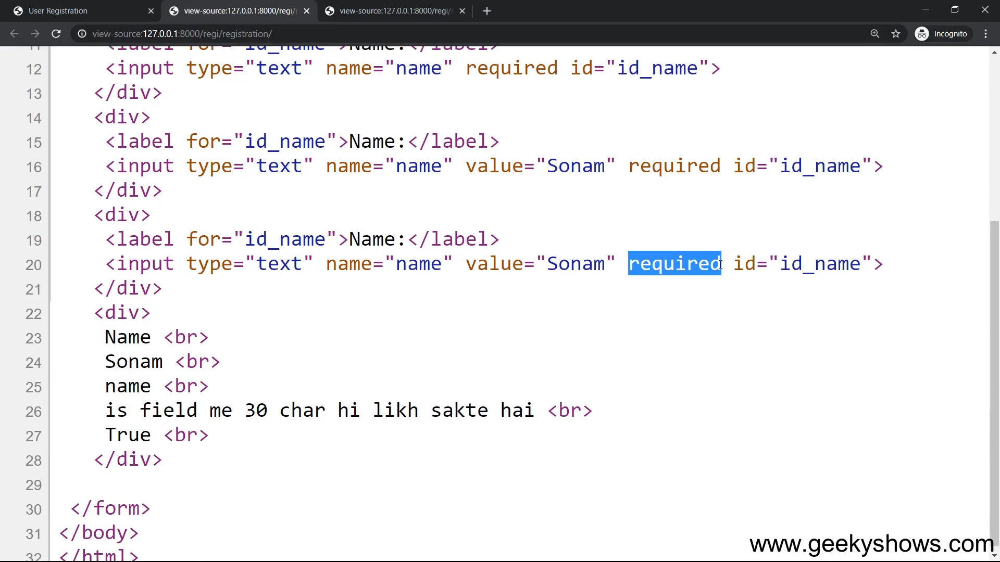 User Registration
view-source:127.0.0.1:8000/regi/r
view-source:127.0.0.1:8000/regi/
view-source:127.0.0.1:8000/regi/registration/
Incognito
11 <label for="id_name">Name:</label>
12 <input type="text" name="name" required id="id_name">
13 </div>
14 <div>
15 <label for="id_name">Name:</label>
16 <input type="text" name="name" value="Sonam" required id="id_name">
17 </div>
18 <div>
19 <label for="id_name">Name:</label>
20 <input type="text" name="name" value="Sonam" required id="id_name">
21 </div>
22 <div>
23 Name <br>
24 Sonam <br>
25 name <br>
26 is field me 30 char hi likh sakte hai <br>
27 True <br>
28 </div>
29
30 </form>
31 </body>
32 </html>
www.geekyshows.com